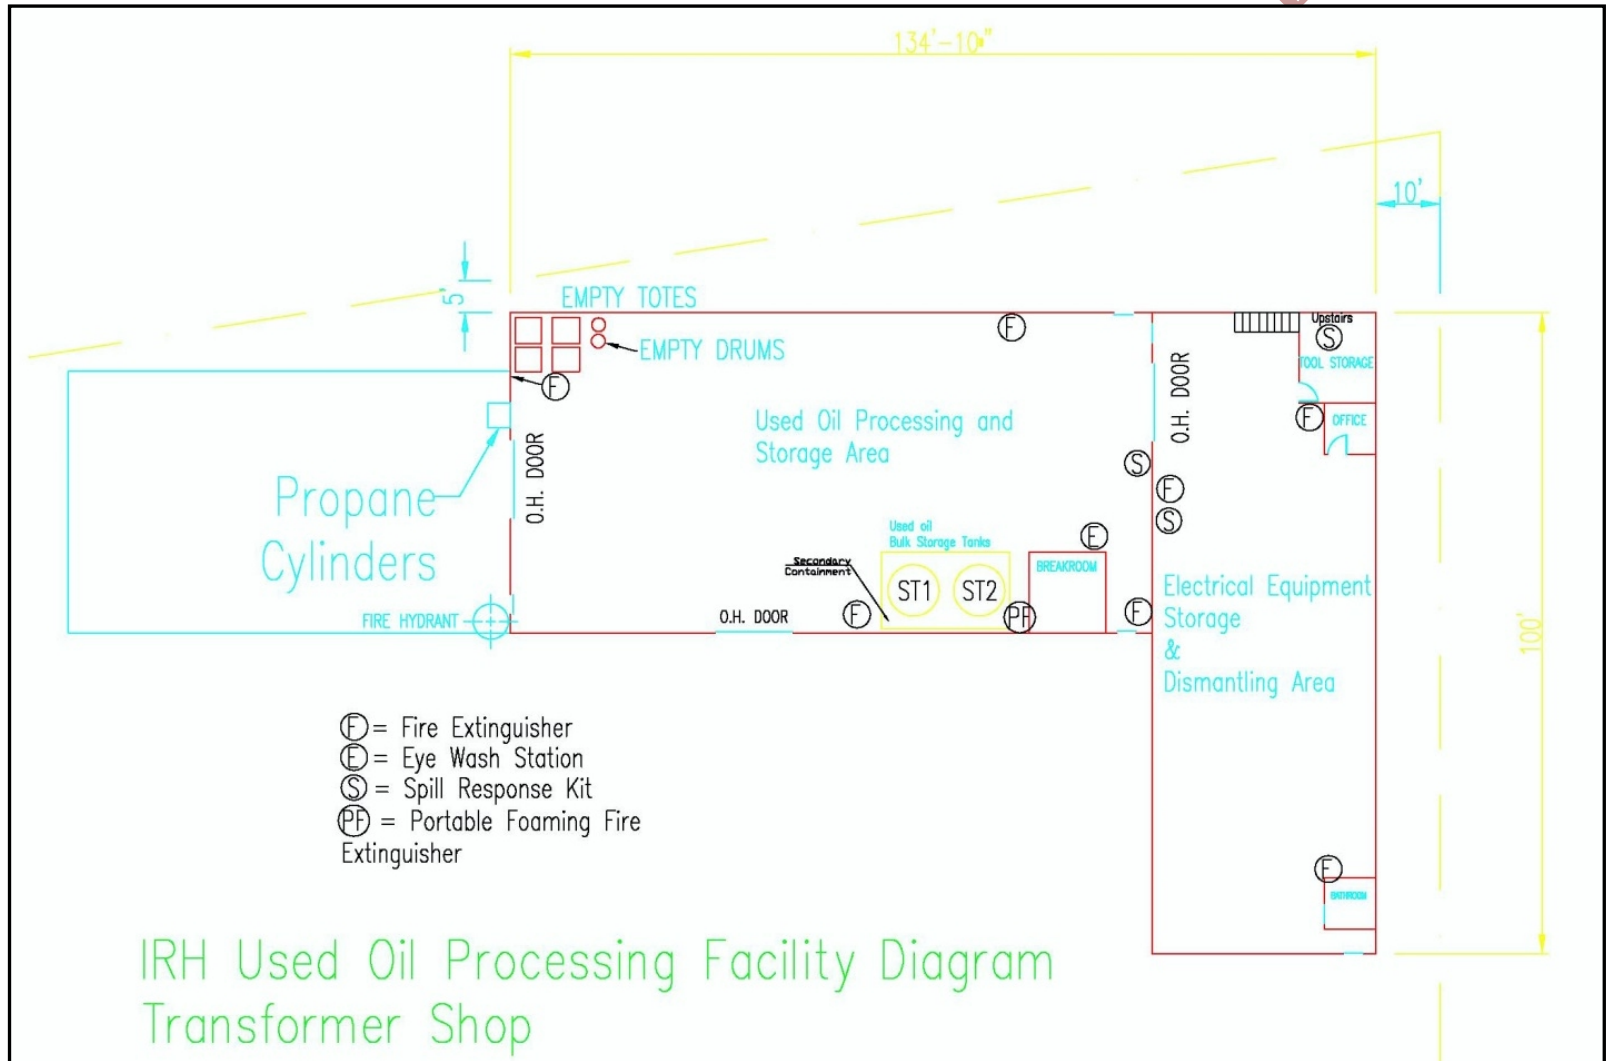 134'-10"
10'
5'
EMPTY TOTES
EMPTY DRUMS
F
F
Upstairs
S
TOOL STORAGE
O.H. DOOR
F
OFFICE
Used Oil Processing and
Storage Area
O.H. DOOR
S
F
S
Propane
Cylinders
Used oil
Bulk Storage Tanks
E
Secondary
Containment
BREAKROOM
ST1
ST2
Electrical Equipment
Storage
&
Dismantling Area
FIRE HYDRANT
O.H. DOOR
F
PF
F
100'
F = Fire Extinguisher
E = Eye Wash Station
S = Spill Response Kit
PF = Portable Foaming Fire
Extinguisher
BATHROOM
IRH Used Oil Processing Facility Diagram
Transformer Shop